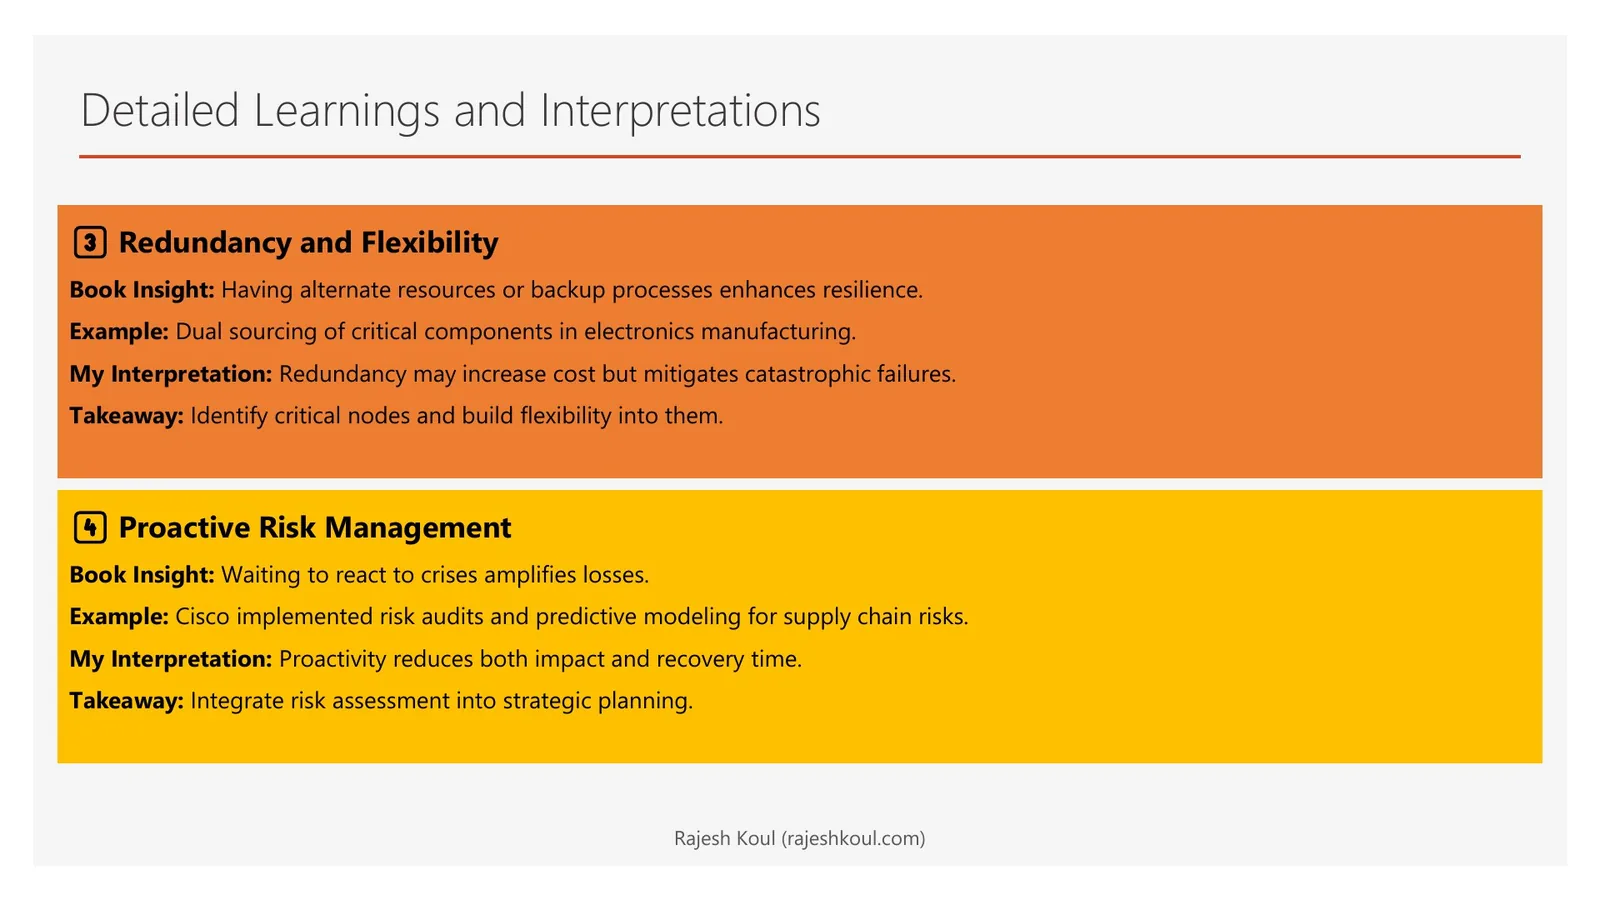 Detailed Learnings and Interpretations
3 Redundancy and Flexibility
Book Insight: Having alternate resources or backup processes enhances resilience.
Example: Dual sourcing of critical components in electronics manufacturing.
My Interpretation: Redundancy may increase cost but mitigates catastrophic failures.
Takeaway: Identify critical nodes and build flexibility into them.
4 Proactive Risk Management
Book Insight: Waiting to react to crises amplifies losses.
Example: Cisco implemented risk audits and predictive modeling for supply chain risks.
My Interpretation: Proactivity reduces both impact and recovery time.
Takeaway: Integrate risk assessment into strategic planning.
Rajesh Koul (rajeshkoul.com)